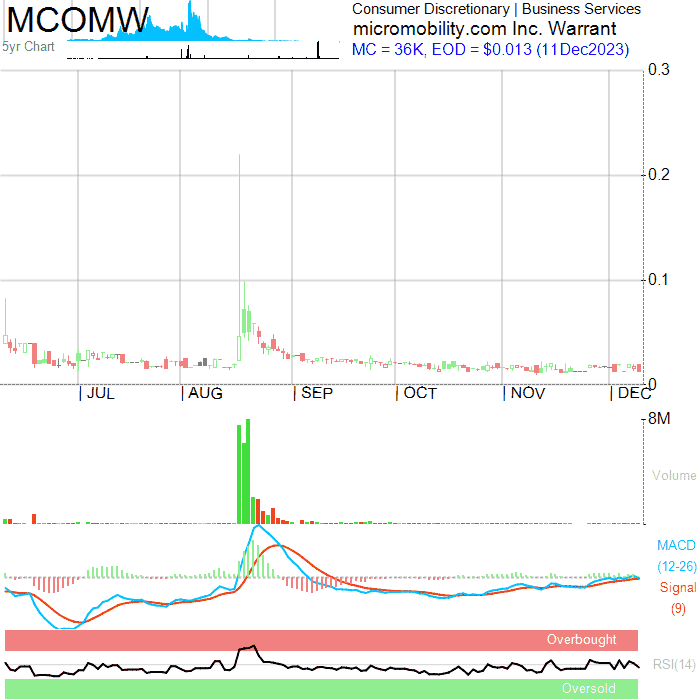 MCOMW
5yr Chart
Consumer Discretionary | Business Services
micromobility.com Inc. Warrant
MC = 36K, EOD = $0.013 (11Dec2023)
0.3
0.2
0.1
0
JUL AUG SEP OCT NOV DEC
8M
Volume
MACD
(12-26)
Signal
(9)
Overbought
RSI(14)
Oversold